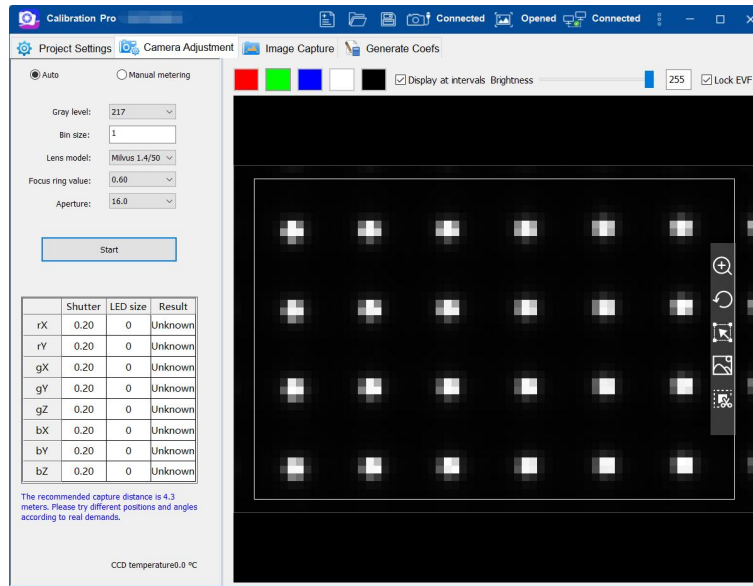 Calibration Pro
Connected Opened Connected
Project Settings Camera Adjustment Image Capture Generate Coefs
Auto Manual metering
Display at intervals Brightness 255 Lock EVF
Gray level: 217
Bin size: 1
Lens model: Milvus 1.4/50
Focus ring value: 0.60
Aperture: 16.0
Start
Shutter LED size Result
rX 0.20 0 Unknown
rY 0.20 0 Unknown
gX 0.20 0 Unknown
gY 0.20 0 Unknown
gZ 0.20 0 Unknown
bX 0.20 0 Unknown
bY 0.20 0 Unknown
bZ 0.20 0 Unknown
The recommended capture distance is 4.3
meters. Please try different positions and angles
according to real demands.
CCD temperature0.0 ºC